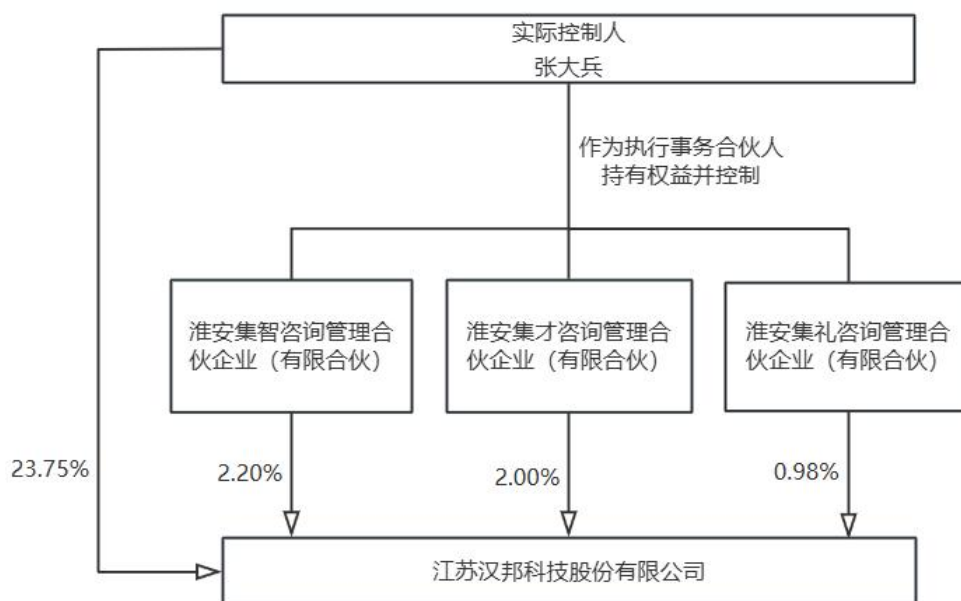 实际控制人
张大兵
作为执行事务合伙人
持有权益并控制
淮安集智咨询管理合
伙企业（有限合伙）
淮安集才咨询管理合
伙企业（有限合伙）
淮安集礼咨询管理合
伙企业（有限合伙）
23.75%
2.20%
2.00%
0.98%
江苏汉邦科技股份有限公司